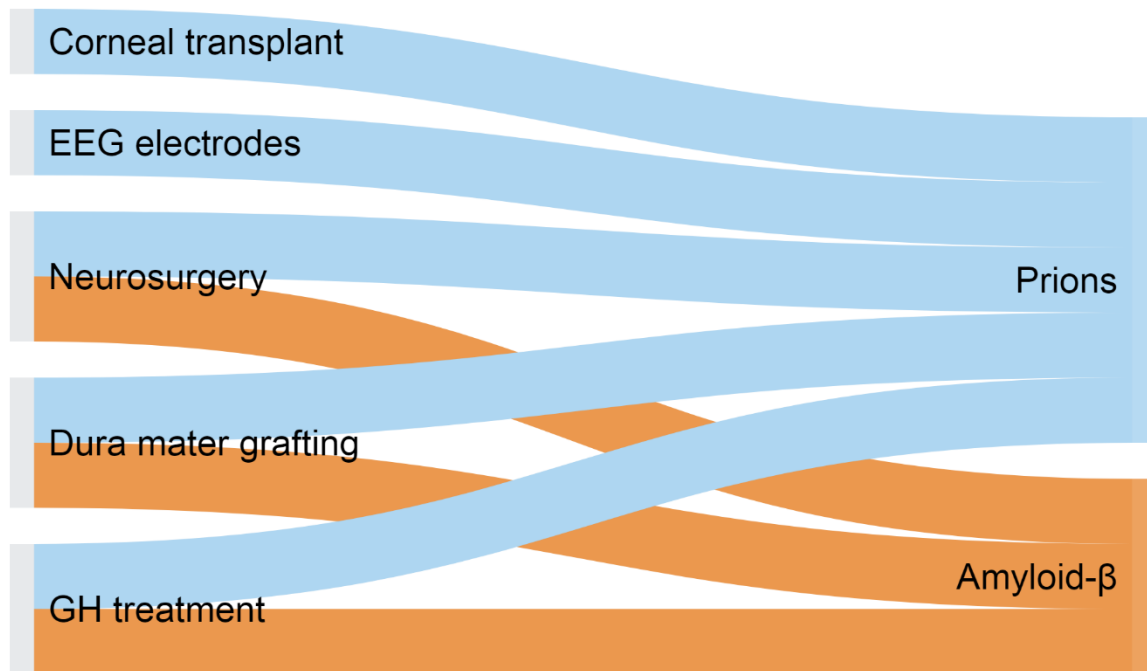 Corneal transplant
EEG electrodes
Neurosurgery
Prions
Dura mater grafting
Amyloid-β
GH treatment